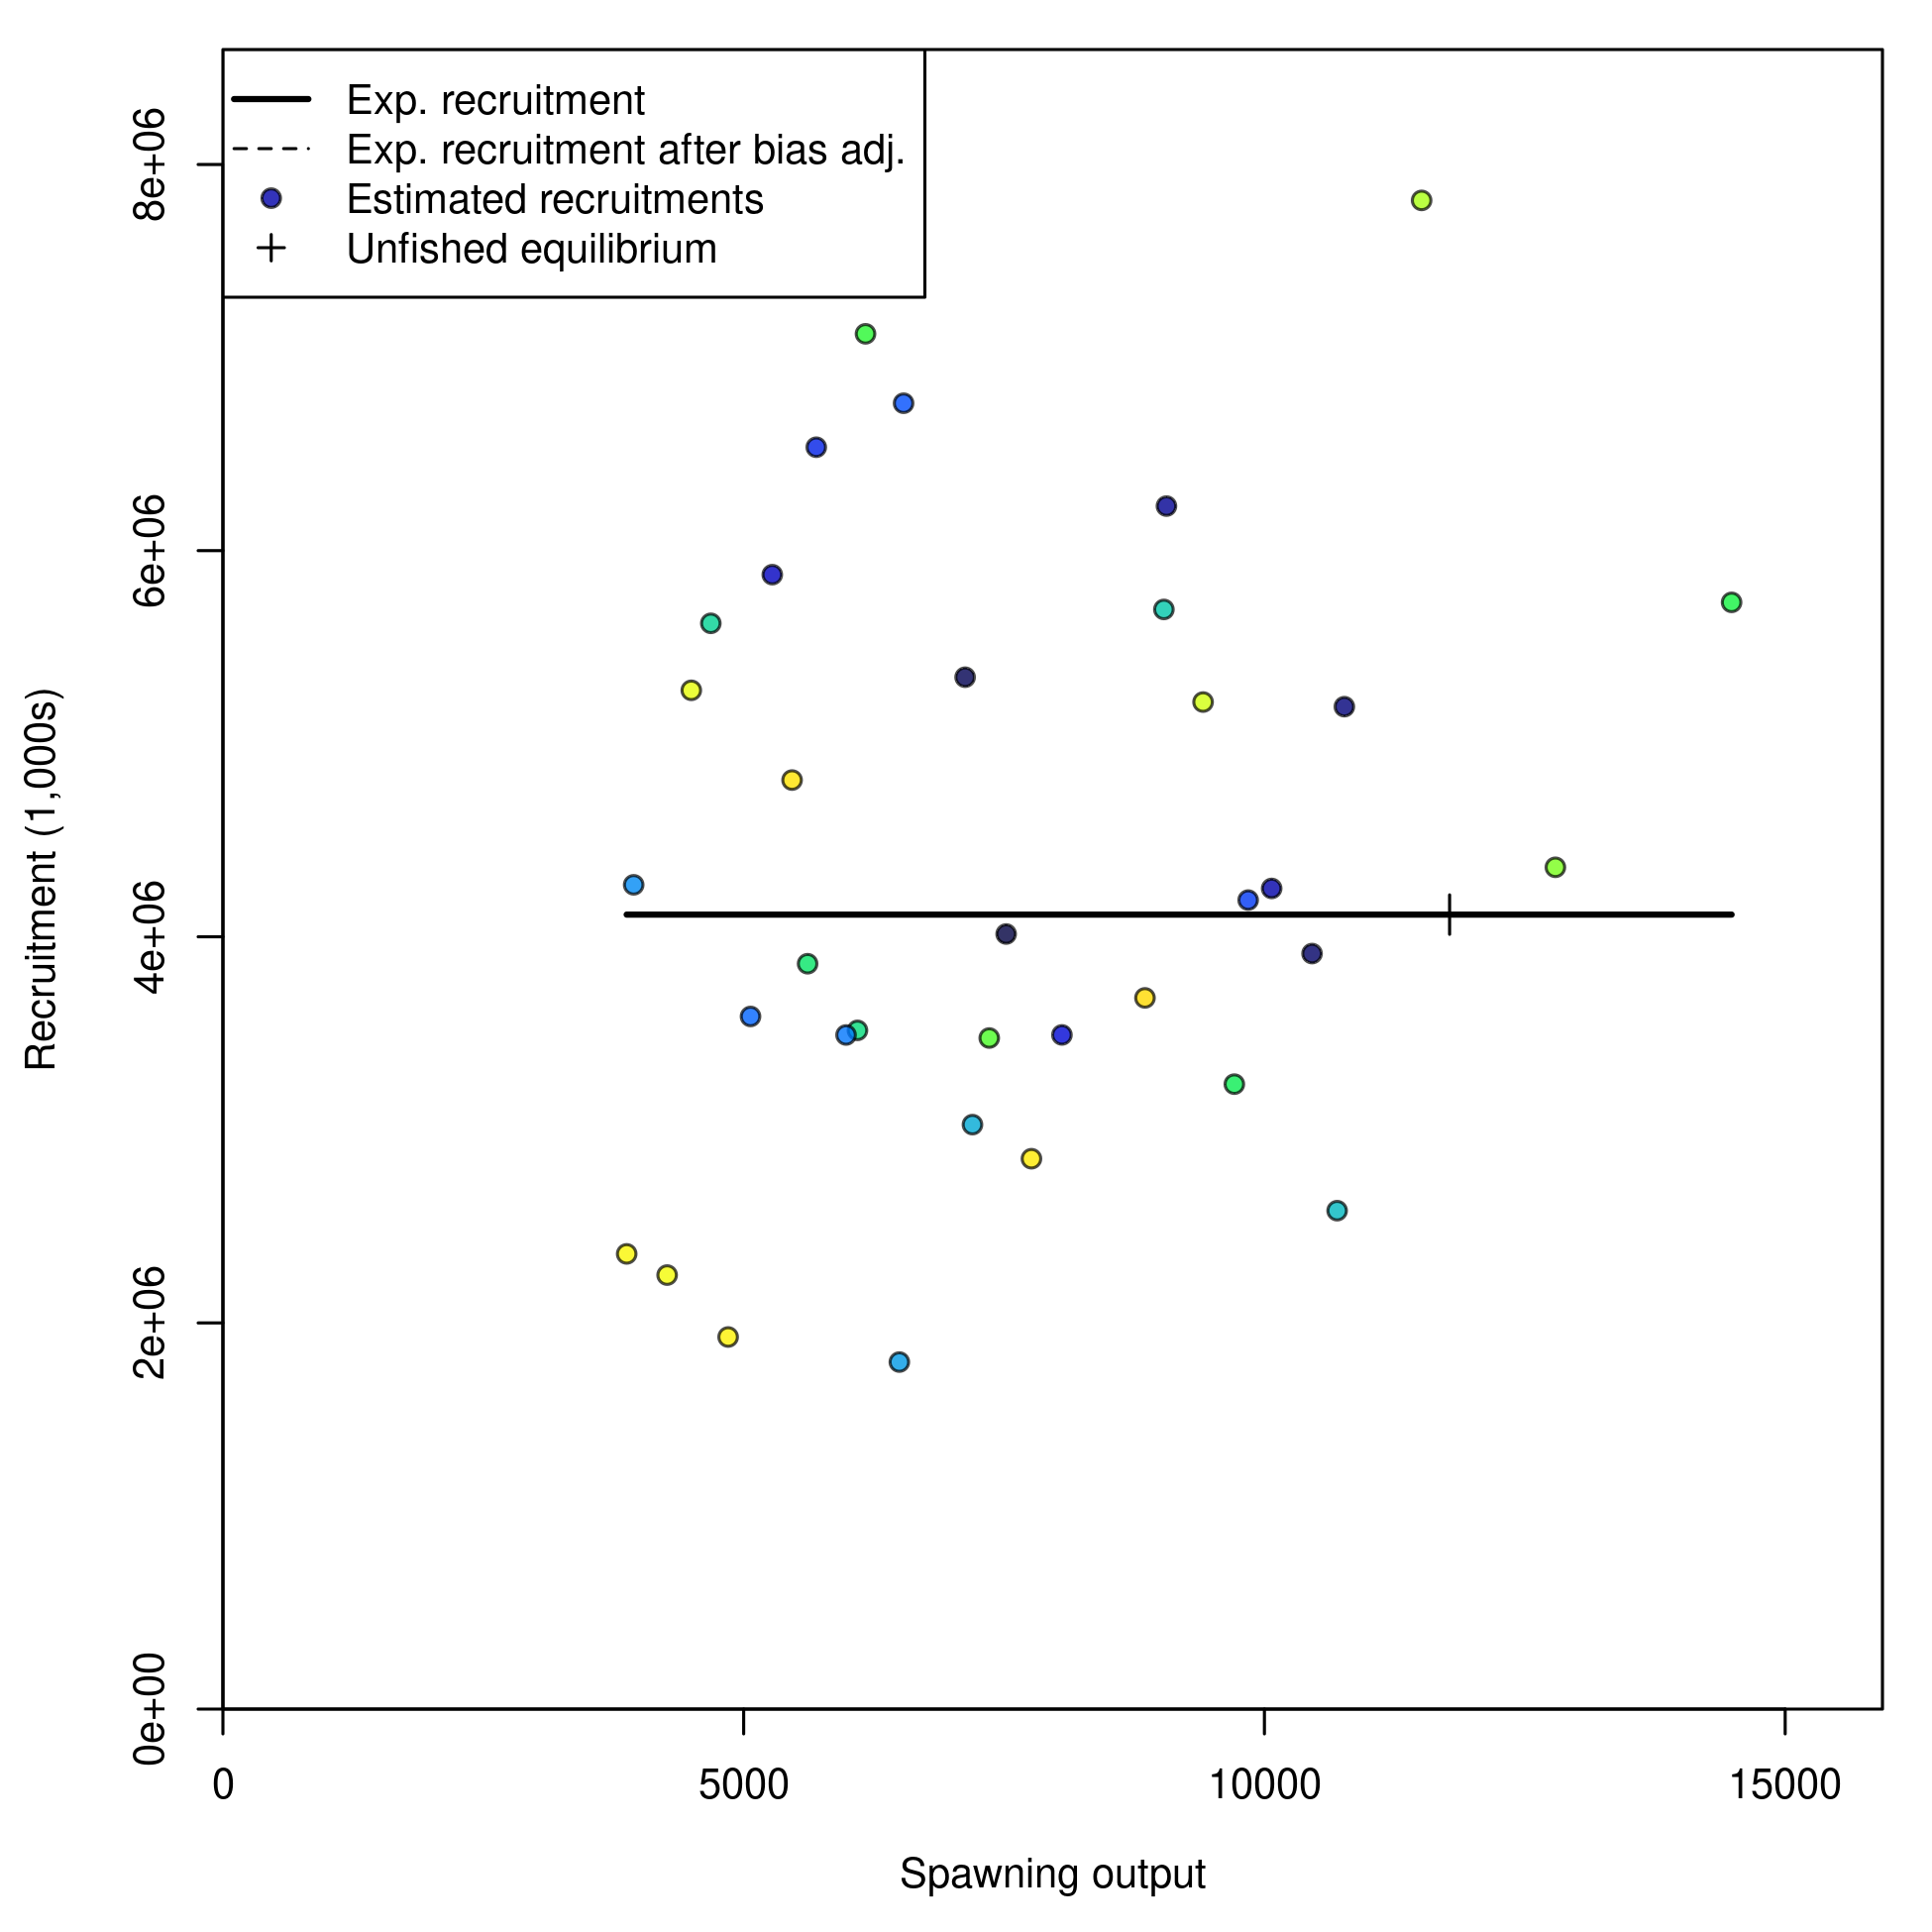 Exp. recruitment
Exp. recruitment after bias adj.
Estimated recruitments
Unfished equilibrium
Recruitment (1,000s)
8e+06
6e+06
4e+06
2e+06
0e+00
0 5000 10000 15000
Spawning output